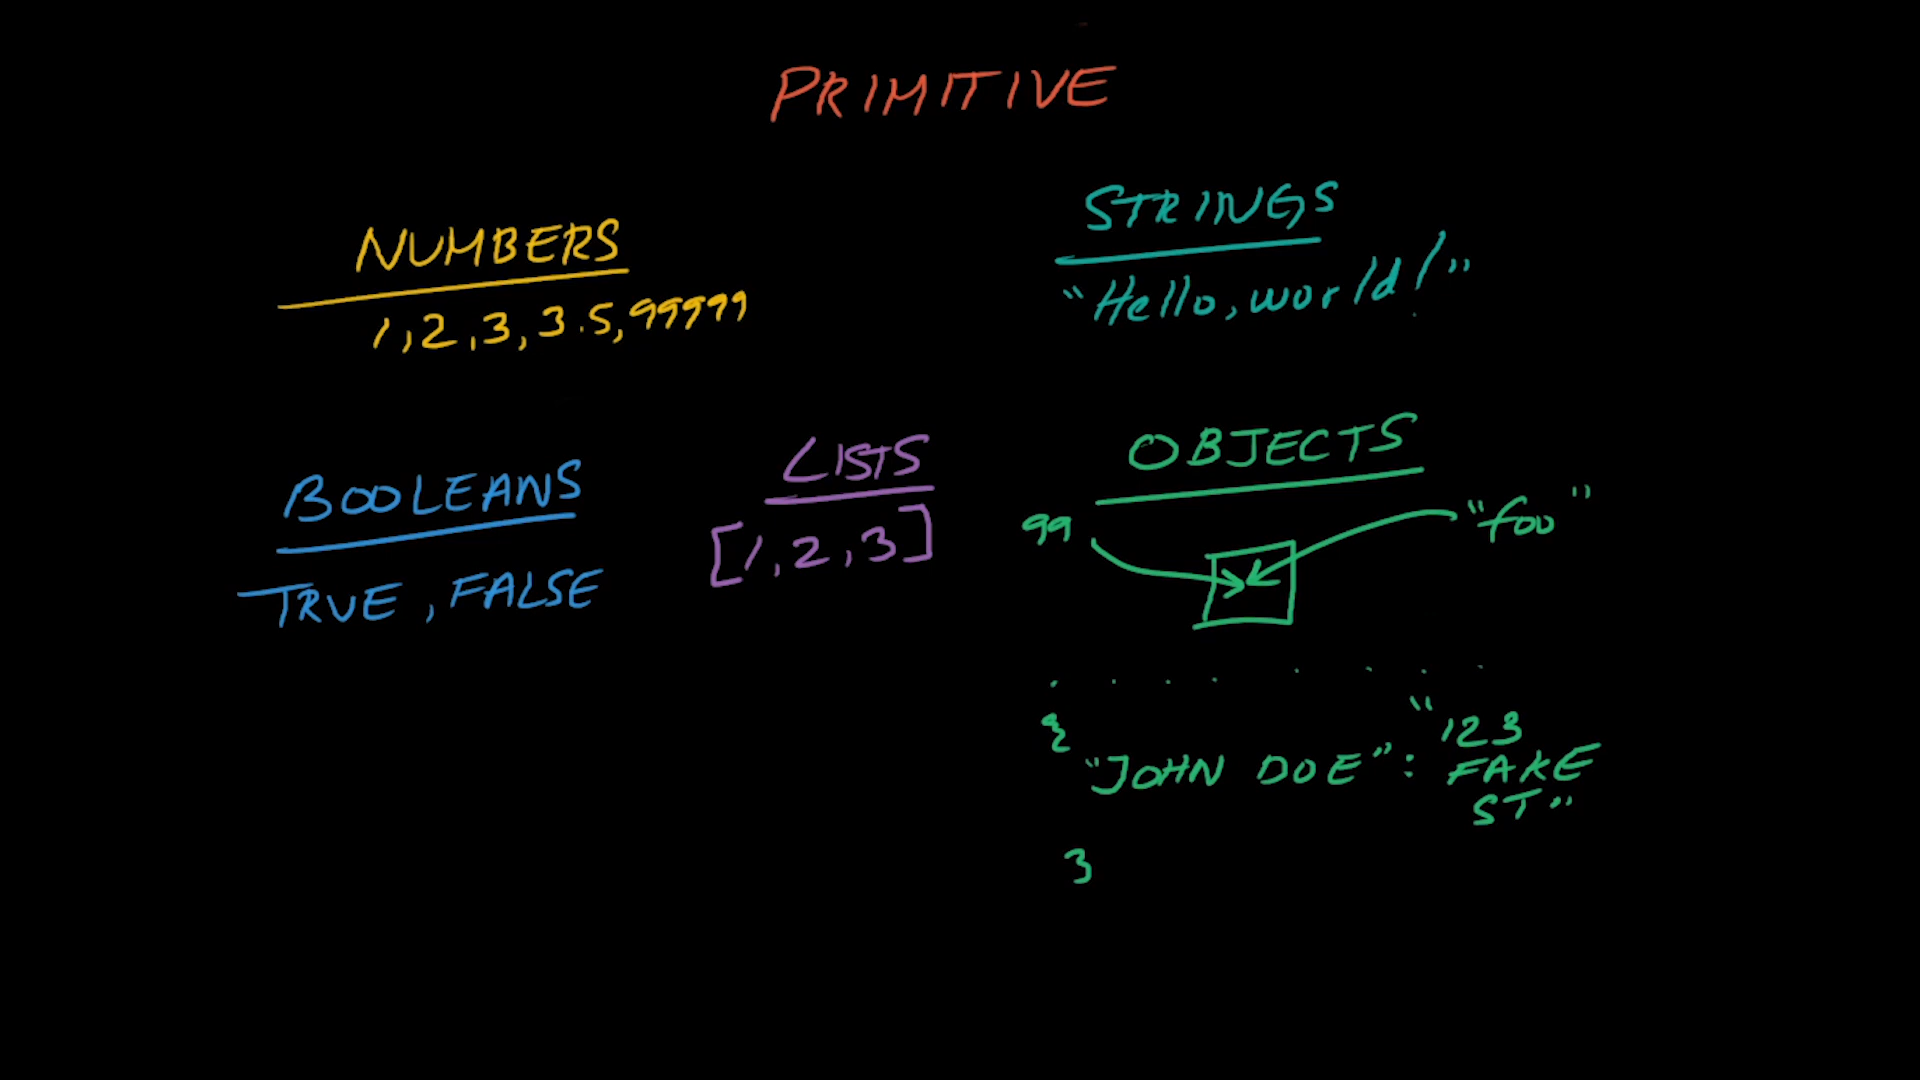 PRIMITIVE
NUMBERS
1, 2, 3, 3.5, 99999
STRINGS
"Hello, world!"
BOOLEANS
TRUE, FALSE
LISTS
[1, 2, 3]
OBJECTS
99
"foo"
{
"JOHN DOE": "123
FAKE
ST"
}